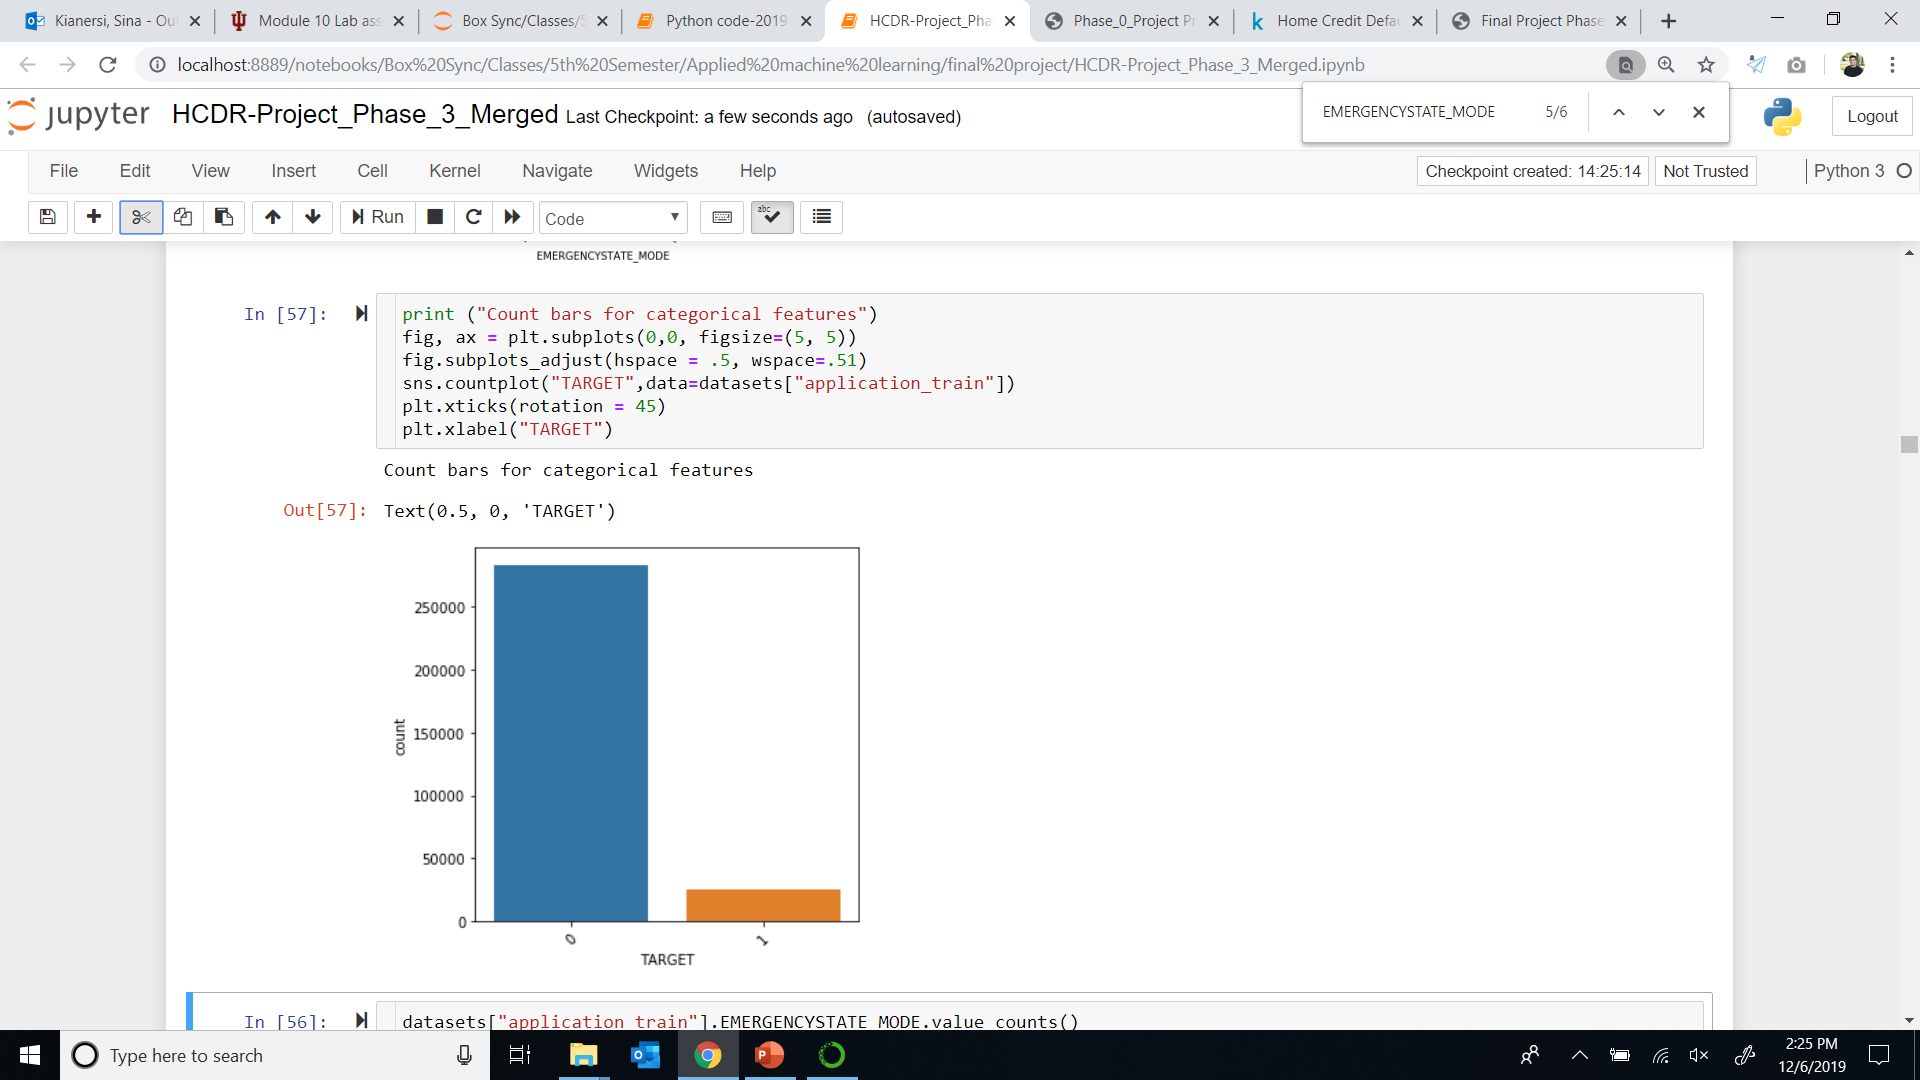 Kianersi, Sina - Ou
Module 10 Lab ass
Box Sync/Classes/5
Python code-2019
HCDR-Project_Pha
Phase_0_Project Pr
Home Credit Defau
Final Project Phase
localhost:8889/notebooks/Box%20Sync/Classes/5th%20Semester/Applied%20machine%20learning/final%20project/HCDR-Project_Phase_3_Merged.ipynb
EMERGENCYSTATE_MODE 5/6
jupyter HCDR-Project_Phase_3_Merged Last Checkpoint: a few seconds ago (autosaved)
Logout
File Edit View Insert Cell Kernel Navigate Widgets Help
Checkpoint created: 14:25:14 Not Trusted Python 3
Run Code abc
EMERGENCYSTATE_MODE
In [57]:
print ("Count bars for categorical features")
fig, ax = plt.subplots(0,0, figsize=(5, 5))
fig.subplots_adjust(hspace = .5, wspace=.51)
sns.countplot("TARGET",data=datasets["application_train"])
plt.xticks(rotation = 45)
plt.xlabel("TARGET")
Count bars for categorical features
Out[57]: Text(0.5, 0, 'TARGET')
250000
200000
150000
100000
50000
0
count
0 1
TARGET
In [56]: datasets["application_train"].EMERGENCYSTATE_MODE.value_counts()
Type here to search
2:25 PM
12/6/2019